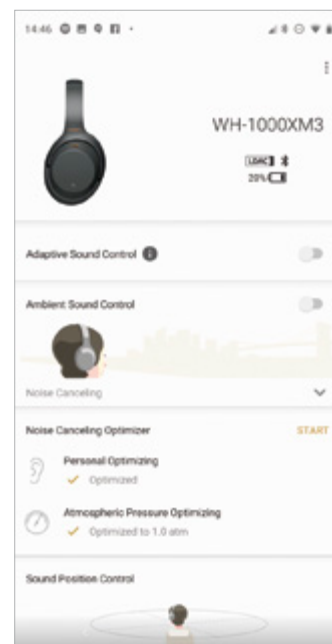 14:46
WH-1000XM3
LDAC
20%
Adaptive Sound Control
Ambient Sound Control
Noise Canceling
Noise Canceling Optimizer START
Personal Optimizing
Optimized
Atmospheric Pressure Optimizing
Optimized to 1.0 atm
Sound Position Control